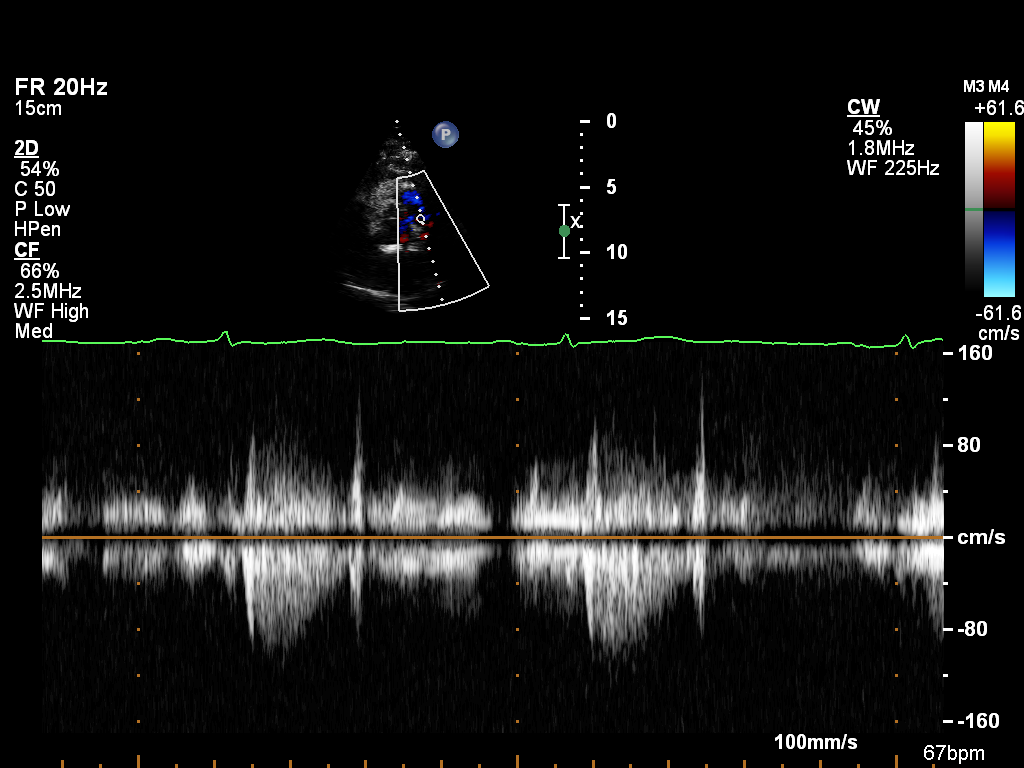 FR 20Hz
15cm
2D
54%
C 50
P Low
HPen
CF
66%
2.5MHz
WF High
Med
P
0
5
X
10
15
CW
45%
1.8MHz
WF 225Hz
M3 M4
+61.6
-61.6
cm/s
160
80
cm/s
-80
-160
100mm/s
67bpm